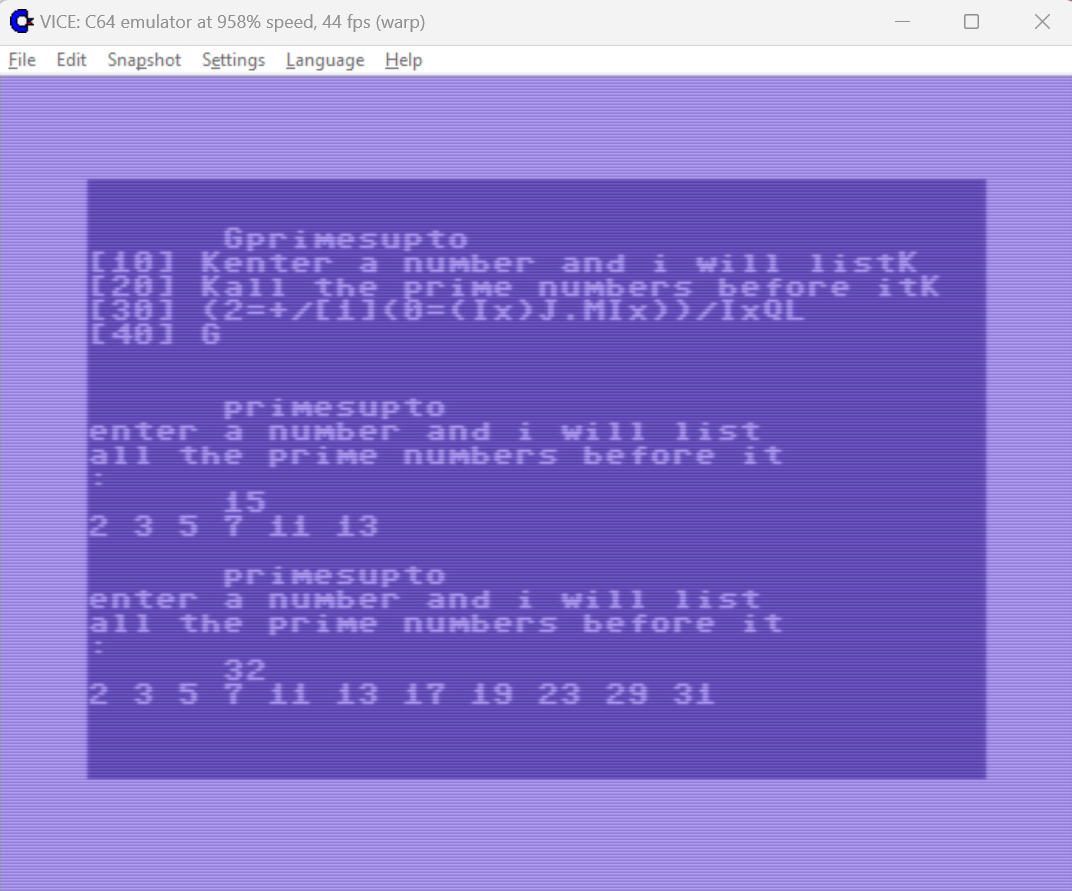 VICE: C64 emulator at 958% speed, 44 fps (warp)
File Edit Snapshot Settings Language Help
Gprimesupto
[10] Kenter a number and i will listK
[20] Kall the prime numbers before itK
[30] (2=+/[1](0=(Ix)J.MIx))/IxQL
[40] G
primesupto
enter a number and i will list
all the prime numbers before it
:
15
2 3 5 7 11 13
primesupto
enter a number and i will list
all the prime numbers before it
:
32
2 3 5 7 11 13 17 19 23 29 31